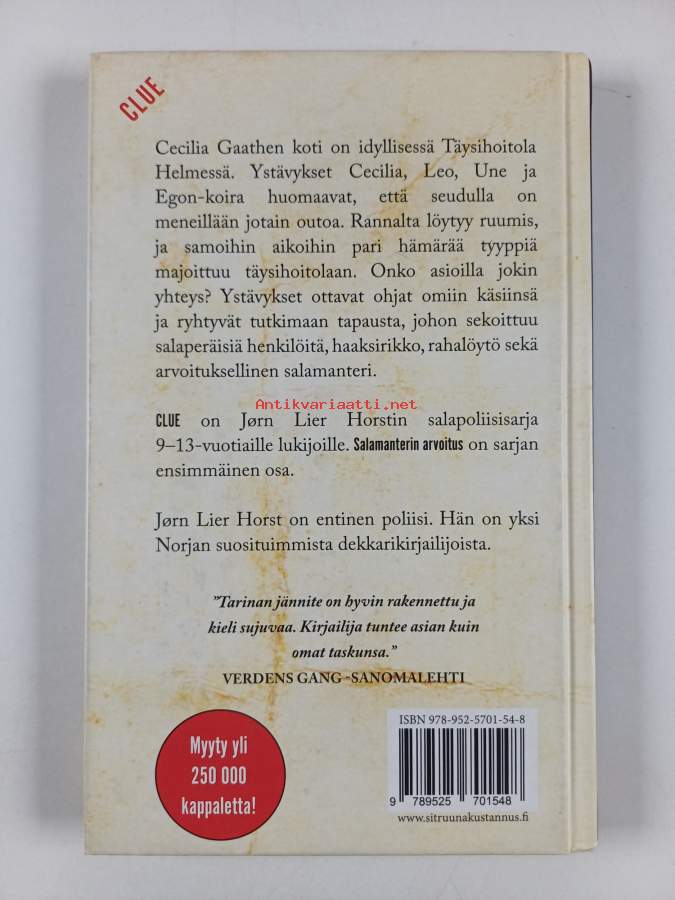 CLUE
Cecilia Gaathen koti on idyllisessä Täysihoitola
Helmessä. Ystävykset Cecilia, Leo, Une ja
Egon-koira huomaavat, että seudulla on
meneillään jotain outoa. Rannalta löytyy ruumis,
ja samoihin aikoihin pari hämärää tyyppiä
majoittuu täysihoitolaan. Onko asioilla jokin
yhteys? Ystävykset ottavat ohjat omiin käsiinsä
ja ryhtyvät tutkimaan tapausta, johon sekoittuu
salaperäisiä henkilöitä, haaksirikko, rahalöytö sekä
arvoituksellinen salamanteri.
Antikvariaatti.net
CLUE on Jørn Lier Horstin salapoliisisarja
9–13-vuotiaille lukijoille. Salamanterin arvoitus on sarjan
ensimmäinen osa.
Jørn Lier Horst on entinen poliisi. Hän on yksi
Norjan suosituimmista dekkarikirjailijoista.
”Tarinan jännite on hyvin rakennettu ja
kieli sujuvaa. Kirjailija tuntee asian kuin
omat taskunsa.”
VERDENS GANG -SANOMALEHTI
Myyty yli
250 000
kappaletta!
ISBN 978-952-5701-54-8
9 789525 701548
www.sitruunakustannus.fi